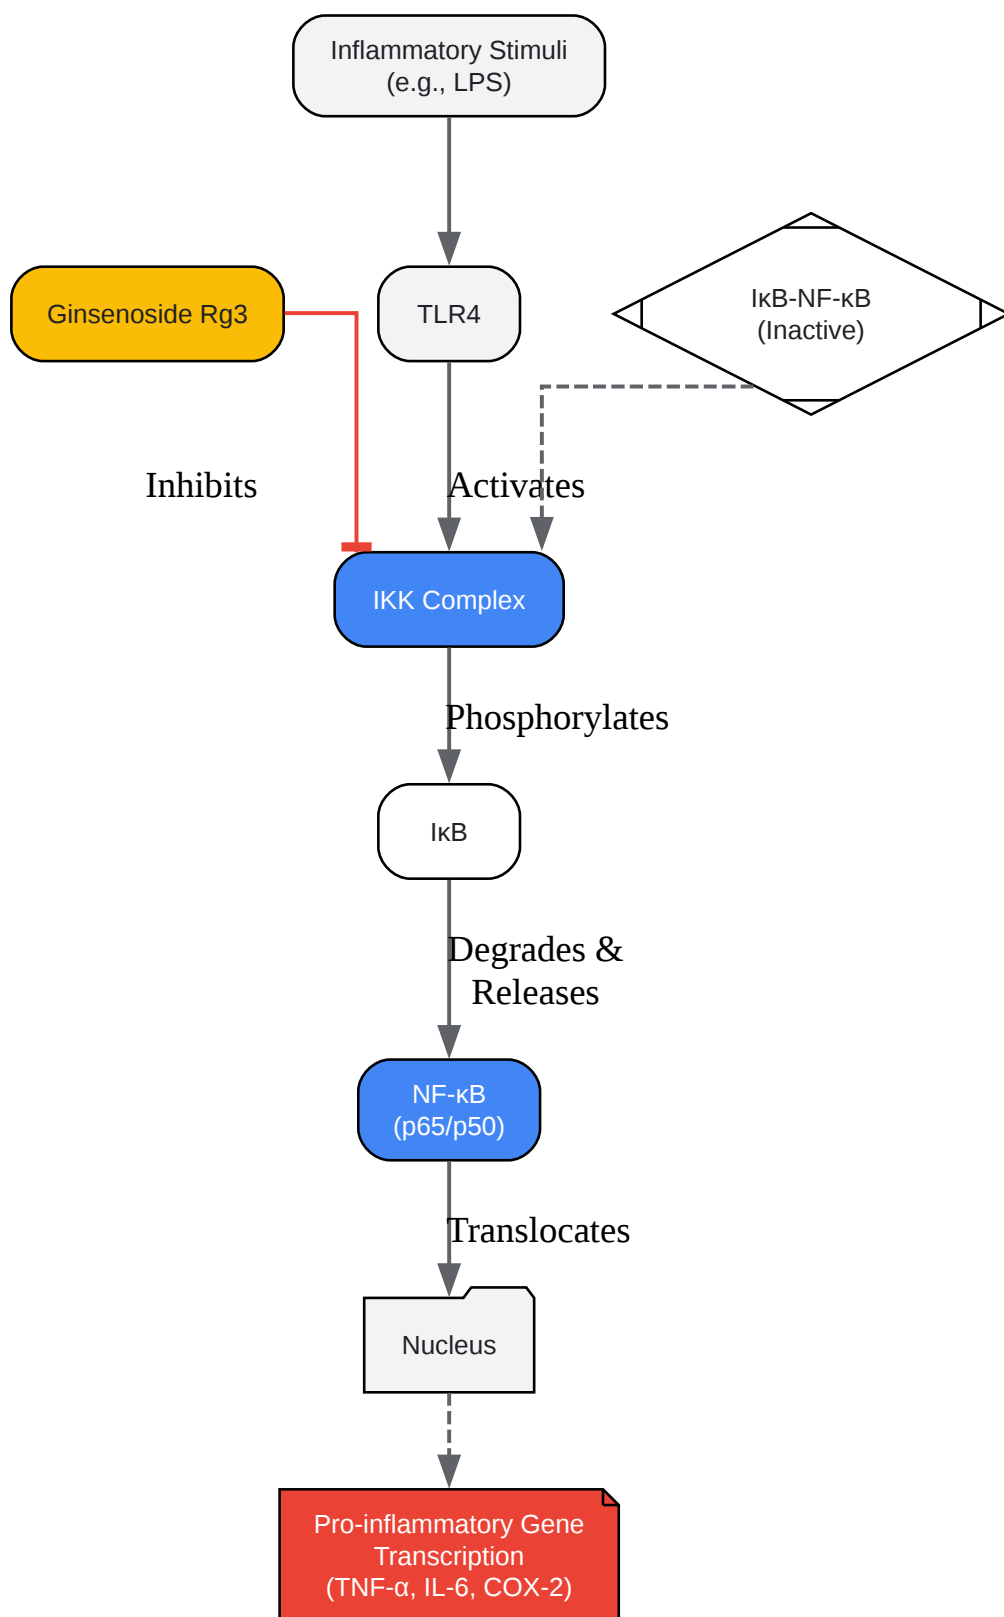 Inflammatory Stimuli
(e.g., LPS)
Ginsenoside Rg3
TLR4
IκB-NF-κB
(Inactive)
Inhibits
Activates
IKK Complex
Phosphorylates
IκB
Degrades &
Releases
NF-κB
(p65/p50)
Translocates
Nucleus
Pro-inflammatory Gene
Transcription
(TNF-α, IL-6, COX-2)